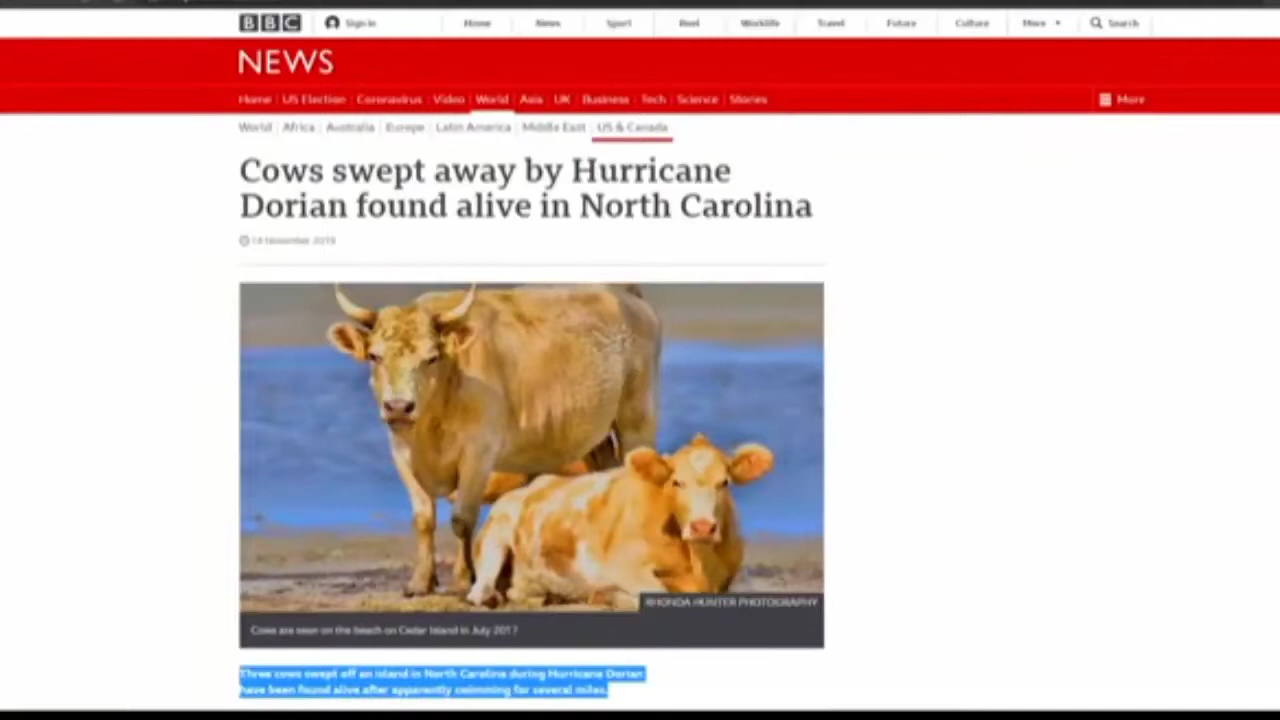 BBC Sign in Home News Sport Reel Worklife Travel Future Culture More Search
NEWS
Home US Election Coronavirus Video World Asia UK Business Tech Science Stories More
World Africa Australia Europe Latin America Middle East US & Canada
Cows swept away by Hurricane
Dorian found alive in North Carolina
14 November 2019
RHONDA HUNTER PHOTOGRAPHY
Cows are seen on the beach on Cedar Island in July 2017
Three cows swept off an island in North Carolina during Hurricane Dorian
have been found alive after apparently swimming for several miles.